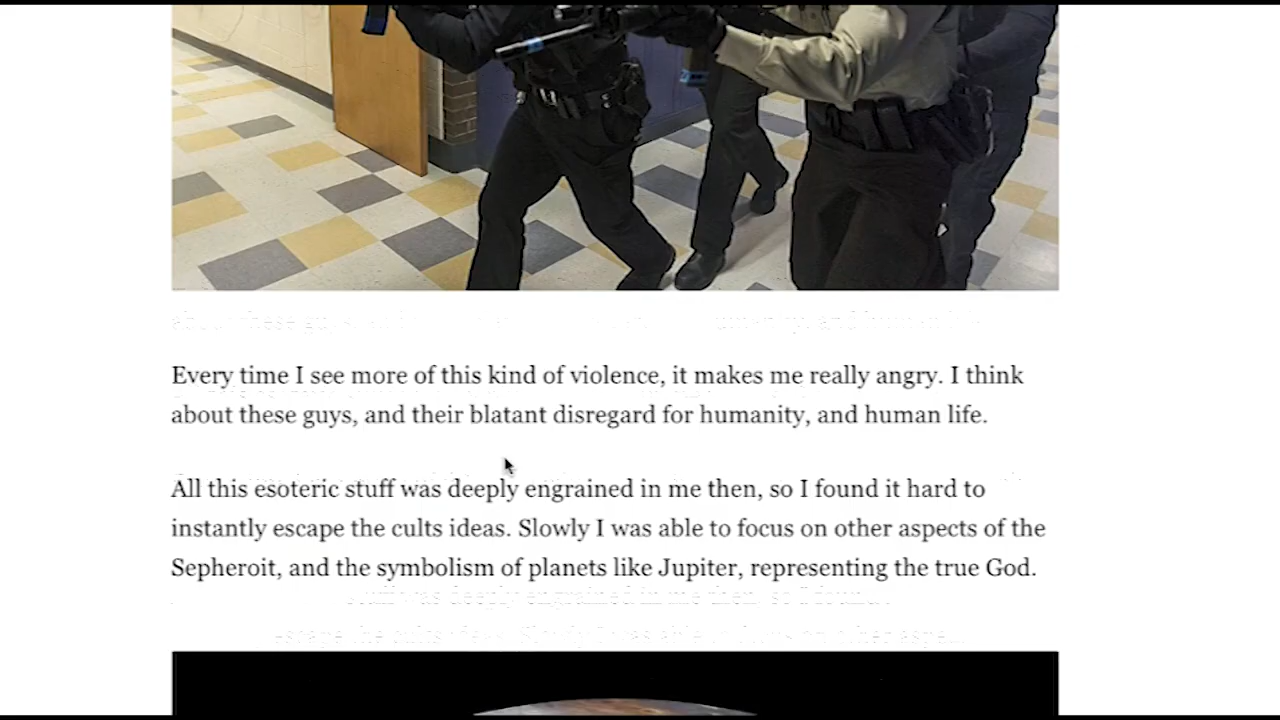 Every time I see more of this kind of violence, it makes me really angry. I think
about these guys, and their blatant disregard for humanity, and human life.
All this esoteric stuff was deeply engrained in me then, so I found it hard to
instantly escape the cults ideas. Slowly I was able to focus on other aspects of the
Sepheroit, and the symbolism of planets like Jupiter, representing the true God.